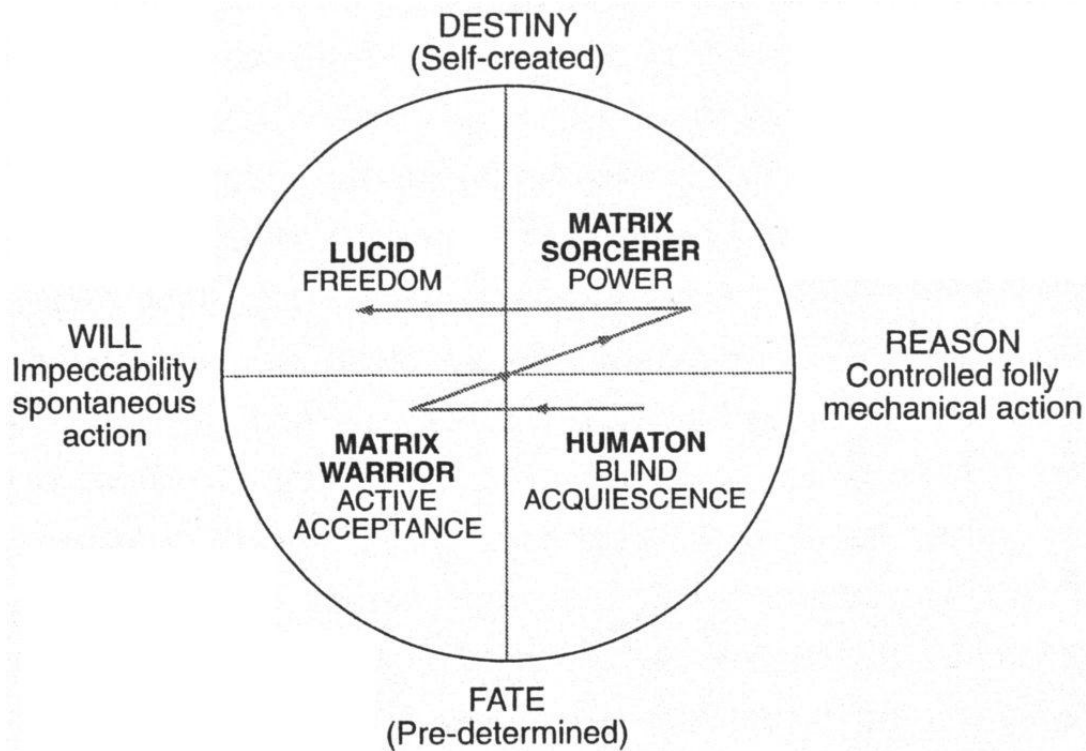 DESTINY
(Self-created)
LUCID
FREEDOM
MATRIX
SORCERER
POWER
WILL
Impeccability
spontaneous
action
REASON
Controlled folly
mechanical action
MATRIX
WARRIOR
ACTIVE
ACCEPTANCE
HUMATON
BLIND
ACQUIESCENCE
FATE
(Pre-determined)